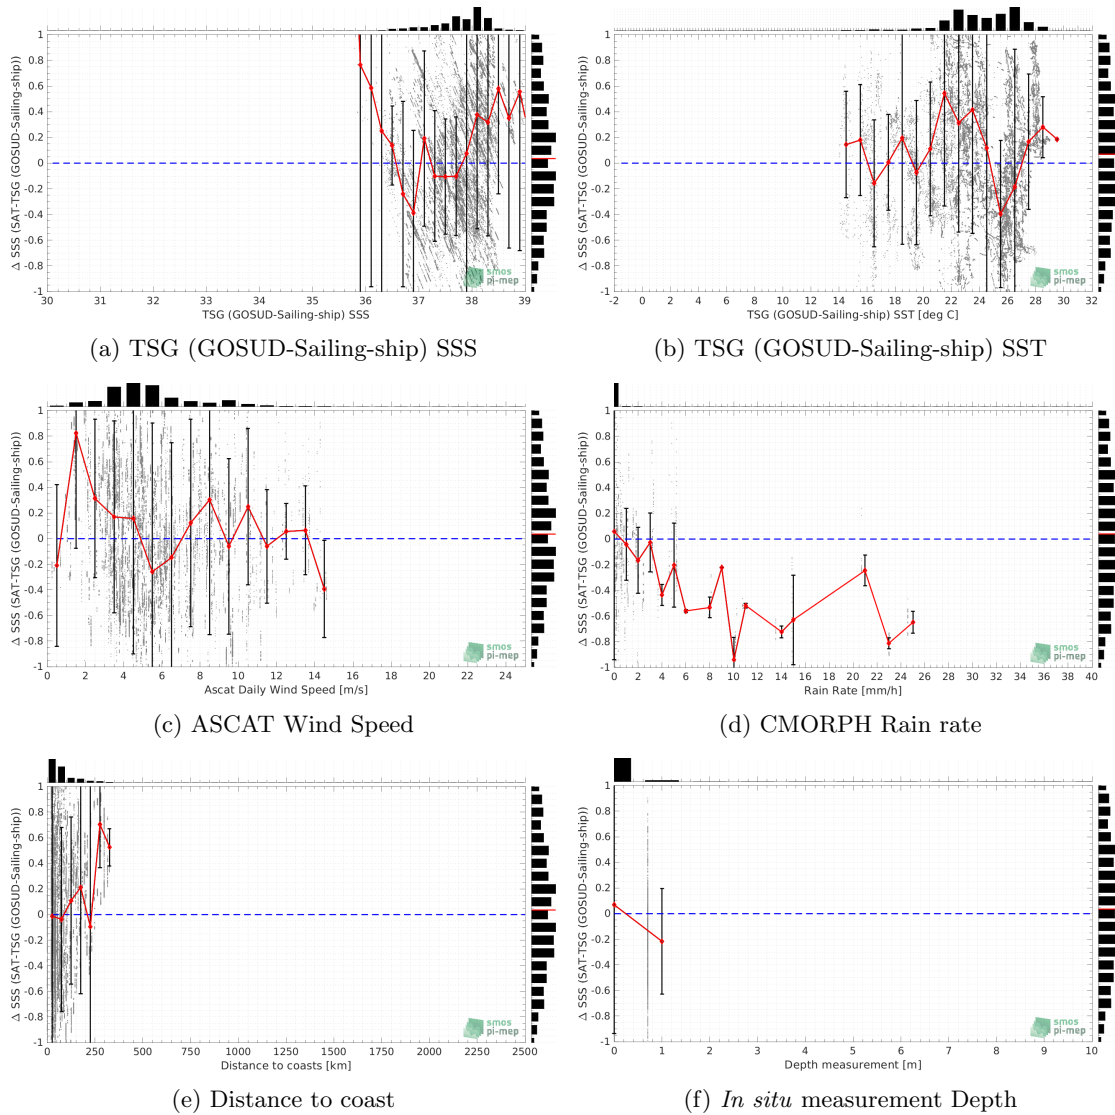 1
0.8
0.6
0.4
0.2
0
-0.2
-0.4
-0.6
-0.8
-1
Δ SSS (SAT-TSG (GOSUD-Sailing-ship))
30 31 32 33 34 35 36 37 38 39
TSG (GOSUD-Sailing-ship) SSS
smos
pi-mep
(a) TSG (GOSUD-Sailing-ship) SSS
1
0.8
0.6
0.4
0.2
0
-0.2
-0.4
-0.6
-0.8
-1
Δ SSS (SAT-TSG (GOSUD-Sailing-ship))
-2 0 2 4 6 8 10 12 14 16 18 20 22 24 26 28 30 32
TSG (GOSUD-Sailing-ship) SST [deg C]
smos
pi-mep
(b) TSG (GOSUD-Sailing-ship) SST
1
0.8
0.6
0.4
0.2
0
-0.2
-0.4
-0.6
-0.8
-1
Δ SSS (SAT-TSG (GOSUD-Sailing-ship))
0 2 4 6 8 10 12 14 16 18 20 22 24
Ascat Daily Wind Speed [m/s]
smos
pi-mep
(c) ASCAT Wind Speed
1
0.8
0.6
0.4
0.2
0
-0.2
-0.4
-0.6
-0.8
-1
Δ SSS (SAT-TSG (GOSUD-Sailing-ship))
0 2 4 6 8 10 12 14 16 18 20 22 24 26 28 30 32 34 36 38 40
Rain Rate [mm/h]
smos
pi-mep
(d) CMORPH Rain rate
1
0.8
0.6
0.4
0.2
0
-0.2
-0.4
-0.6
-0.8
-1
Δ SSS (SAT-TSG (GOSUD-Sailing-ship))
0 250 500 750 1000 1250 1500 1750 2000 2250 2500
Distance to coasts [km]
smos
pi-mep
(e) Distance to coast
1
0.8
0.6
0.4
0.2
0
-0.2
-0.4
-0.6
-0.8
-1
Δ SSS (SAT-TSG (GOSUD-Sailing-ship))
0 1 2 3 4 5 6 7 8 9 10
Depth measurement [m]
smos
pi-mep
(f) In situ measurement Depth